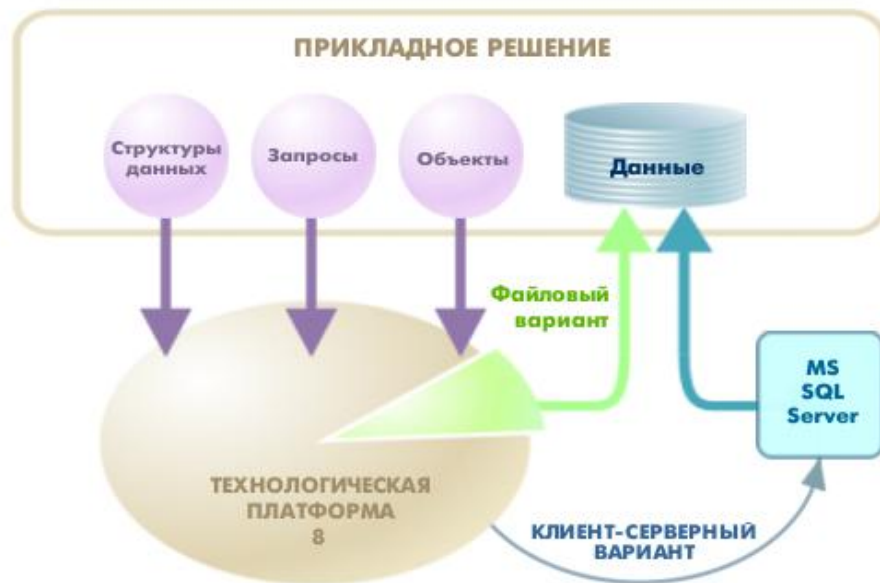 ПРИКЛАДНОЕ РЕШЕНИЕ
Структуры
данных
Запросы
Объекты
Данные
Файловый
вариант
MS
SQL
Server
ТЕХНОЛОГИЧЕСКАЯ
ПЛАТФОРМА
8
КЛИЕНТ-СЕРВЕРНЫЙ
ВАРИАНТ